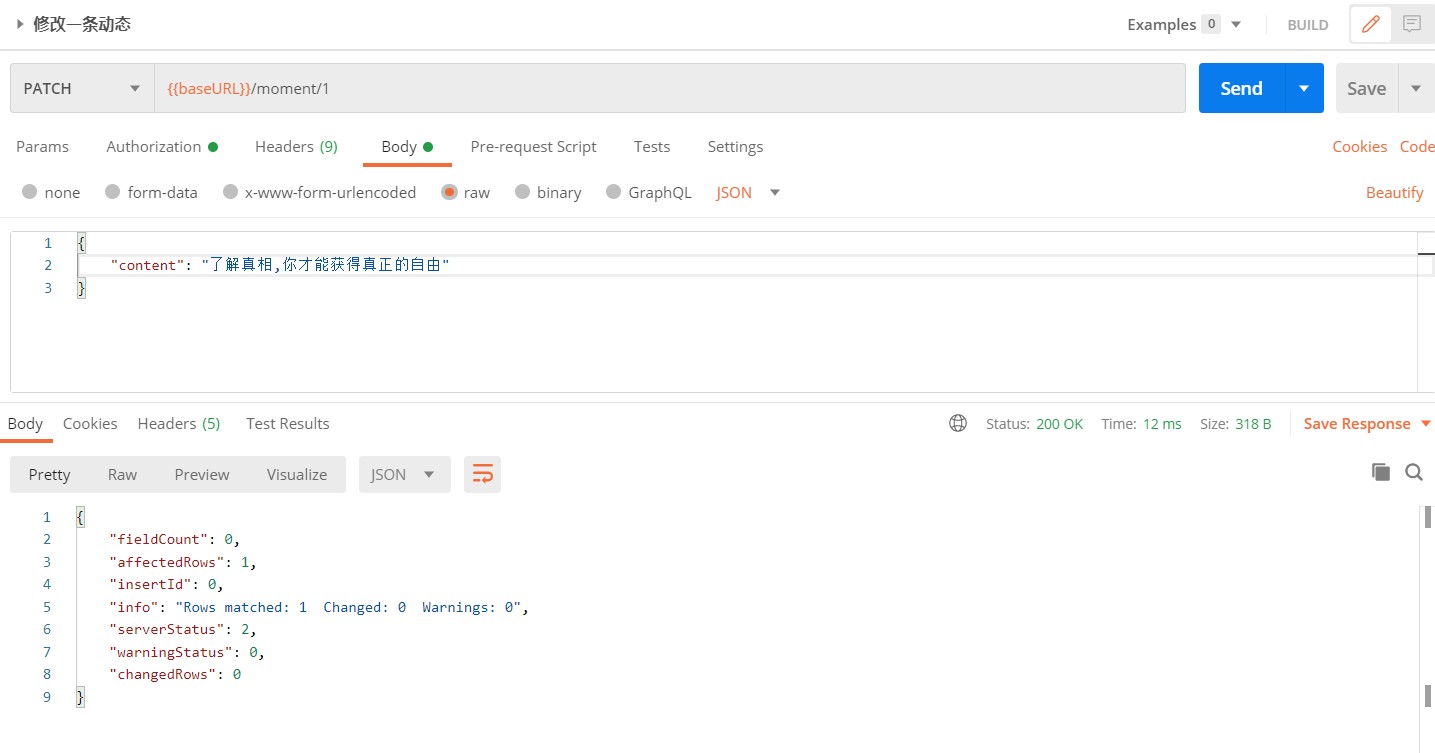 修改一条动态 Examples 0 BUILD
PATCH {{baseURL}}/moment/1 Send Save
Params Authorization Headers (9) Body Pre-request Script Tests Settings Cookies Code
none form-data x-www-form-urlencoded raw binary GraphQL JSON Beautify
1 {
2 "content": "了解真相,你才能获得真正的自由"
3 }
Body Cookies Headers (5) Test Results Status: 200 OK Time: 12 ms Size: 318 B Save Response
Pretty Raw Preview Visualize JSON
1 {
2 "fieldCount": 0,
3 "affectedRows": 1,
4 "insertId": 0,
5 "info": "Rows matched: 1  Changed: 0  Warnings: 0",
6 "serverStatus": 2,
7 "warningStatus": 0,
8 "changedRows": 0
9 }